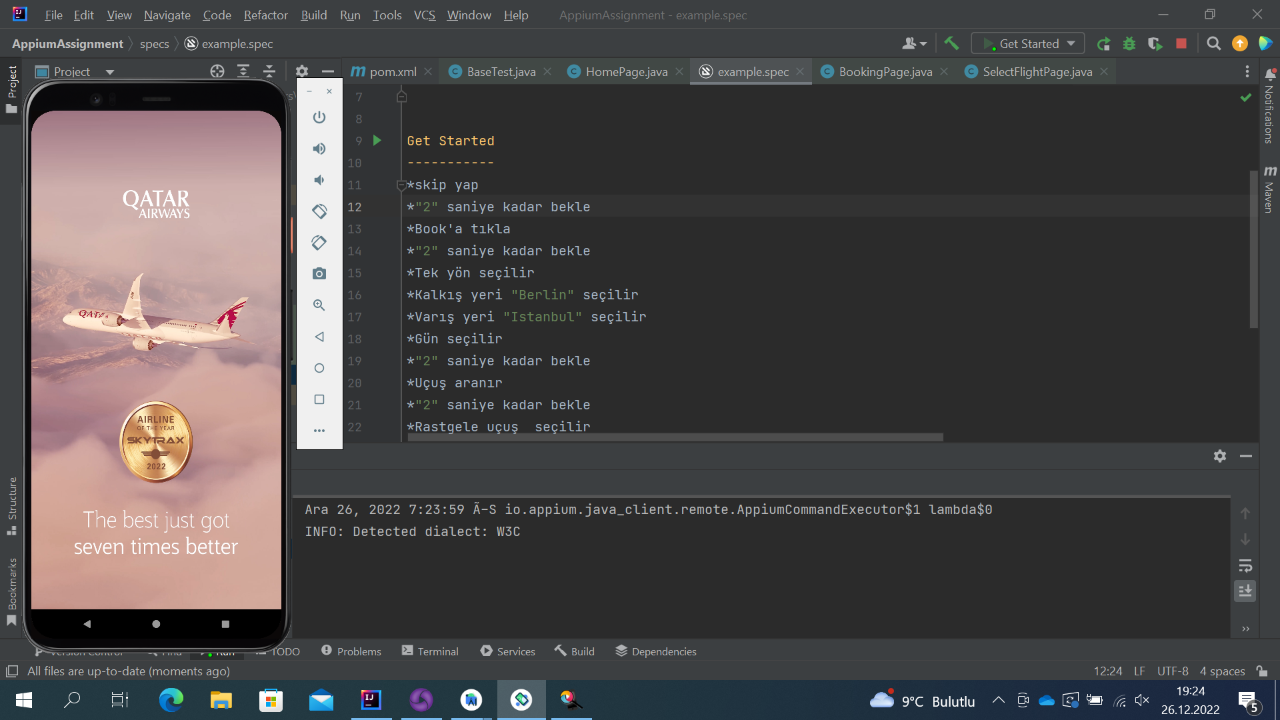 File Edit View Navigate Code Refactor Build Run Tools VCS Window Help AppiumAssignment - example.spec
AppiumAssignment specs example.spec Get Started
Project
pom.xml BaseTest.java HomePage.java example.spec BookingPage.java SelectFlightPage.java
Project
Structure
Bookmarks
QATAR
AIRWAYS
QATAR
AIRLINE
OF THE YEAR
SKYTRAX
2022
The best just got
seven times better
7
8
9 Get Started
10 -----------
11 *skip yap
12 *"2" saniye kadar bekle
13 *Book'a tıkla
14 *"2" saniye kadar bekle
15 *Tek yön seçilir
16 *Kalkış yeri "Berlin" seçilir
17 *Varış yeri "Istanbul" seçilir
18 *Gün seçilir
19 *"2" saniye kadar bekle
20 *Uçuş aranır
21 *"2" saniye kadar bekle
22 *Rastgele uçuş  seçilir
Notifications
Maven
Ara 26, 2022 7:23:59 Ã-S io.appium.java_client.remote.AppiumCommandExecutor$1 lambda$0
INFO: Detected dialect: W3C
Version Control Find Run TODO Problems Terminal Services Build Dependencies
All files are up-to-date (moments ago) 12:24 LF UTF-8 4 spaces
9°C Bulutlu
19:24
26.12.2022
5